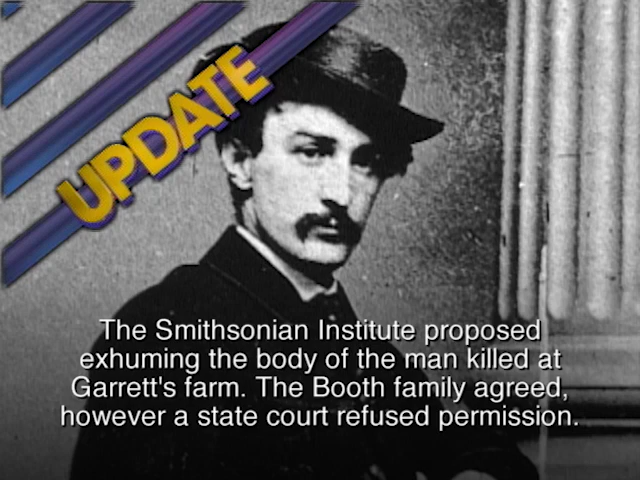 UPDATE
The Smithsonian Institute proposed
exhuming the body of the man killed at
Garrett's farm. The Booth family agreed,
however a state court refused permission.